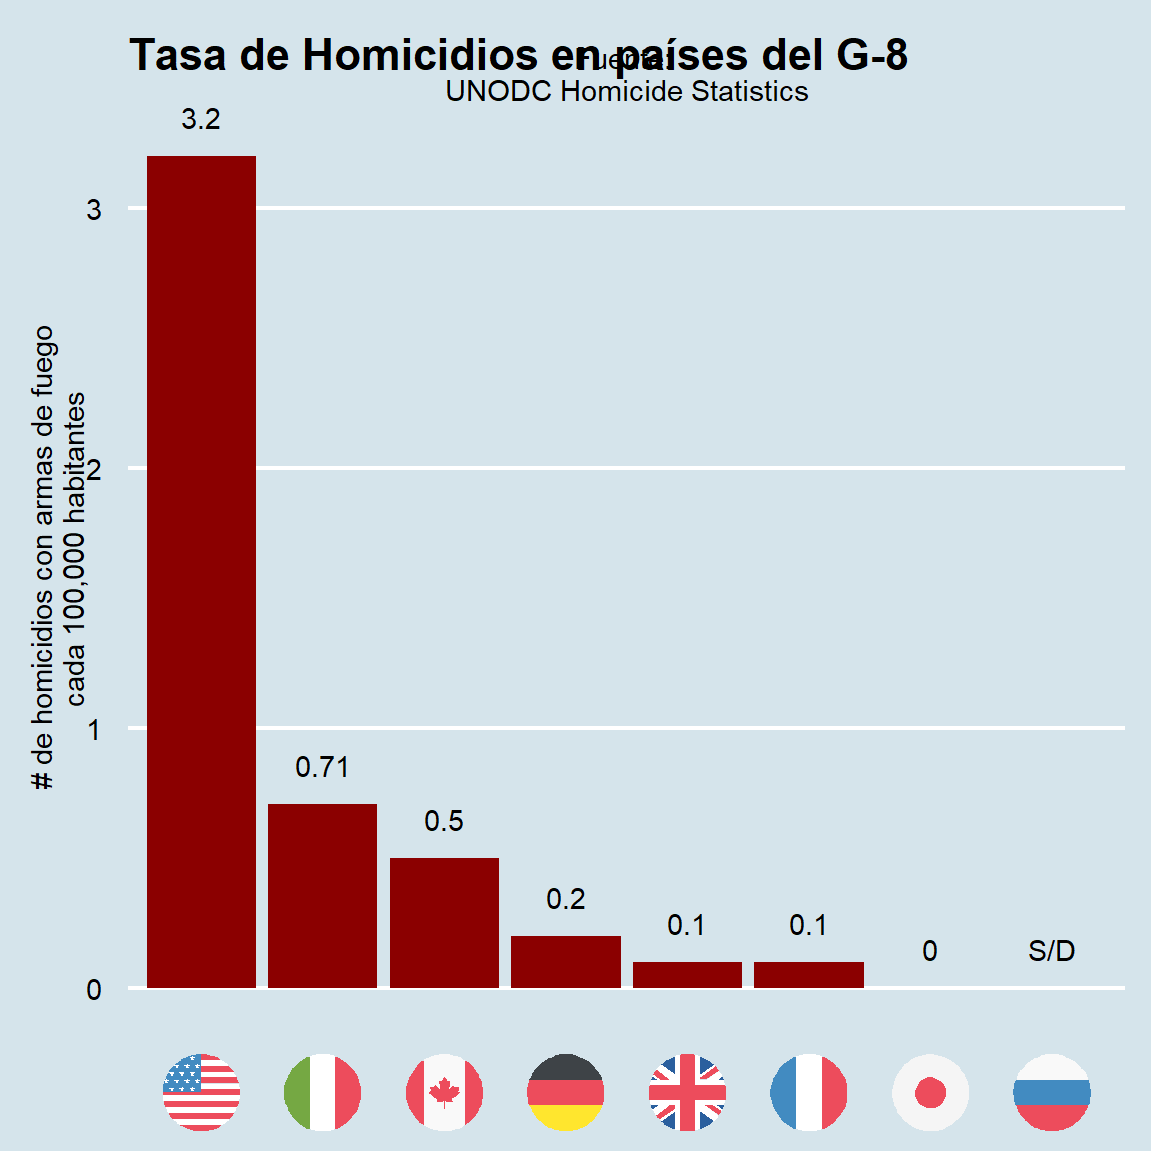 Tasa de Homicidios en países del G-8
Fuente:
UNODC Homicide Statistics
# de homicidios con armas de fuego
cada 100,000 habitantes
3
2
1
0
3.2
0.71
0.5
0.2
0.1
0.1
0
S/D